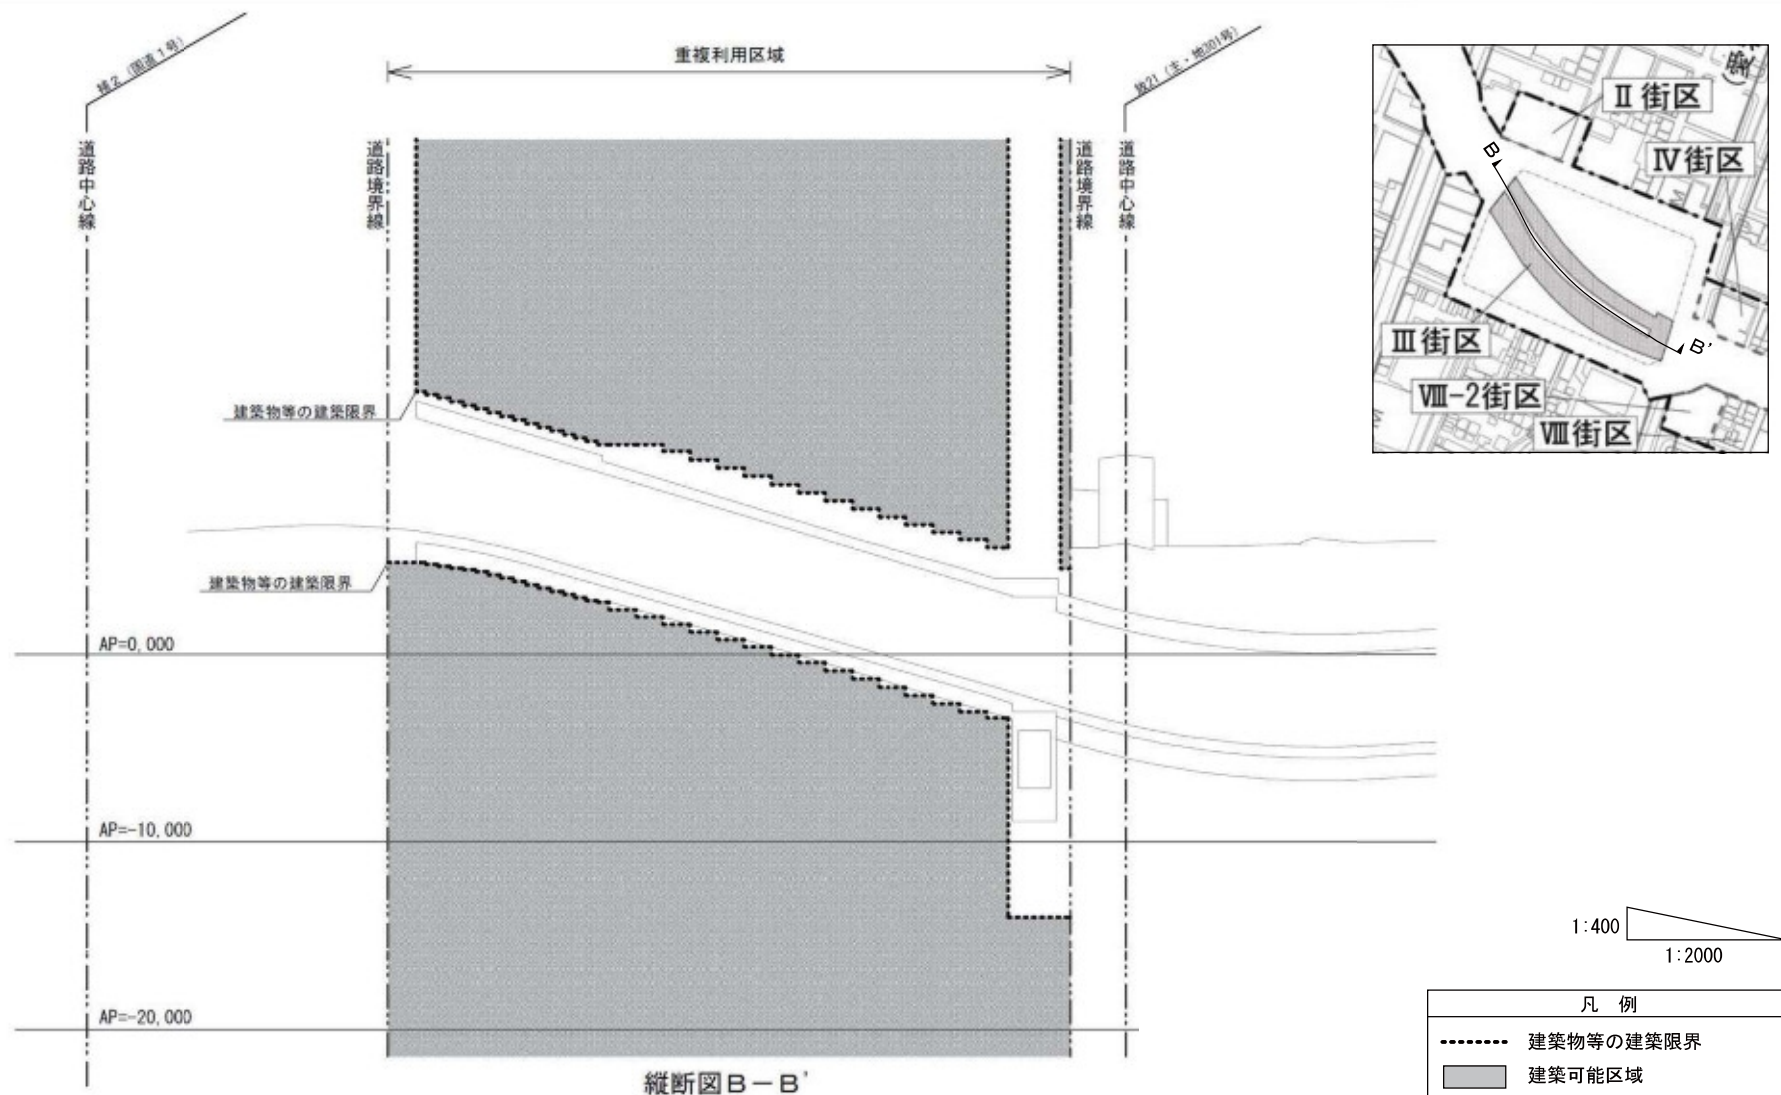 補2（国道1号）
重複利用区域
放21（主・地301号）
道路中心線
道路境界線
道路境界線
道路中心線
Ⅱ街区
Ⅳ街区
B
B'
Ⅲ街区
Ⅷ-2街区
Ⅷ街区
建築物等の建築限界
建築物等の建築限界
AP=0,000
AP=-10,000
AP=-20,000
1:400
1:2000
縦断図B－B'
凡 例
建築物等の建築限界
建築可能区域